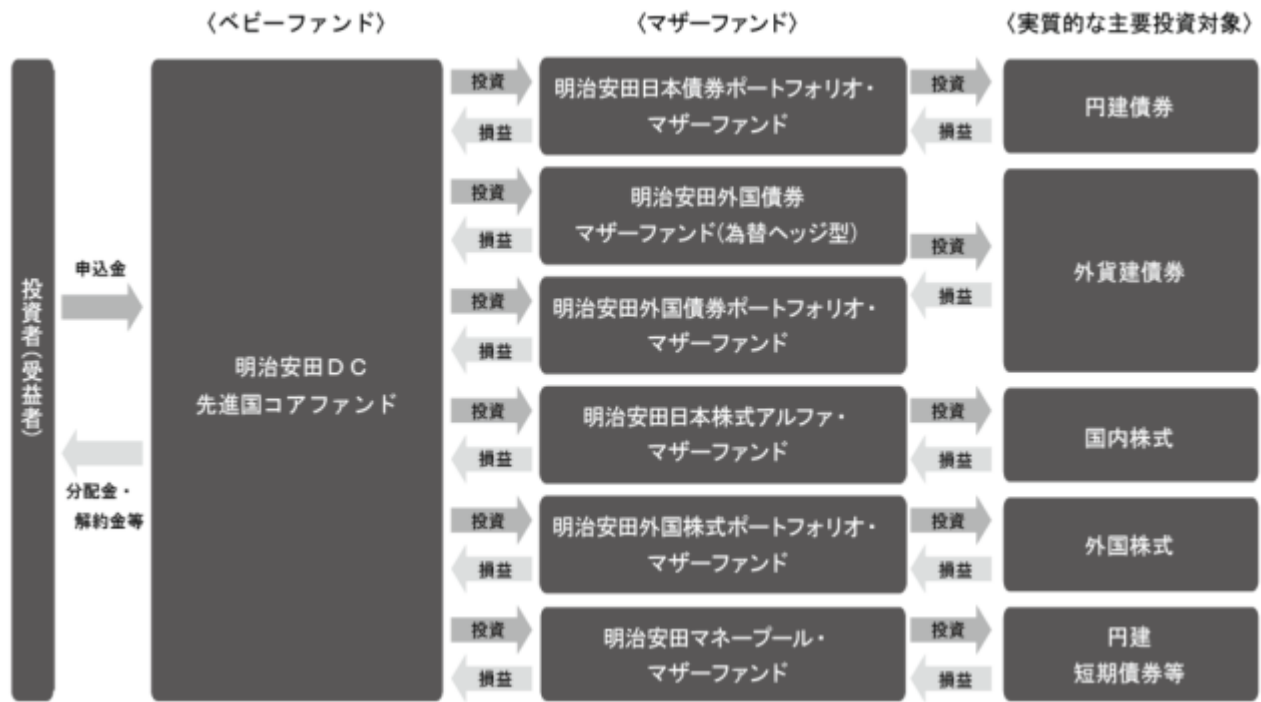 〈ベビーファンド〉
〈マザーファンド〉
〈実質的な主要投資対象〉
投資者(受益者)
申込金
分配金・
解約金等
明治安田DC
先進国コアファンド
投資
損益
明治安田日本債券ポートフォリオ・
マザーファンド
投資
損益
円建債券
投資
損益
明治安田外国債券
マザーファンド(為替ヘッジ型)
投資
損益
外貨建債券
投資
損益
明治安田外国債券ポートフォリオ・
マザーファンド
投資
損益
明治安田日本株式アルファ・
マザーファンド
投資
損益
国内株式
投資
損益
明治安田外国株式ポートフォリオ・
マザーファンド
投資
損益
外国株式
投資
損益
明治安田マネープール・
マザーファンド
投資
損益
円建
短期債券等